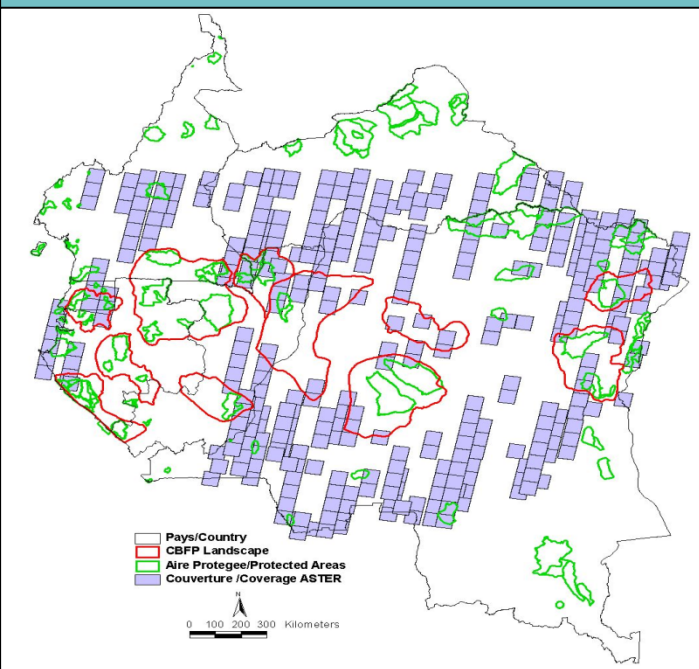 Pays/Country
CBFP Landscape
Aire Protegee/Protected Areas
Couverture /Coverage ASTER
N
0 100 200 300 Kilometers